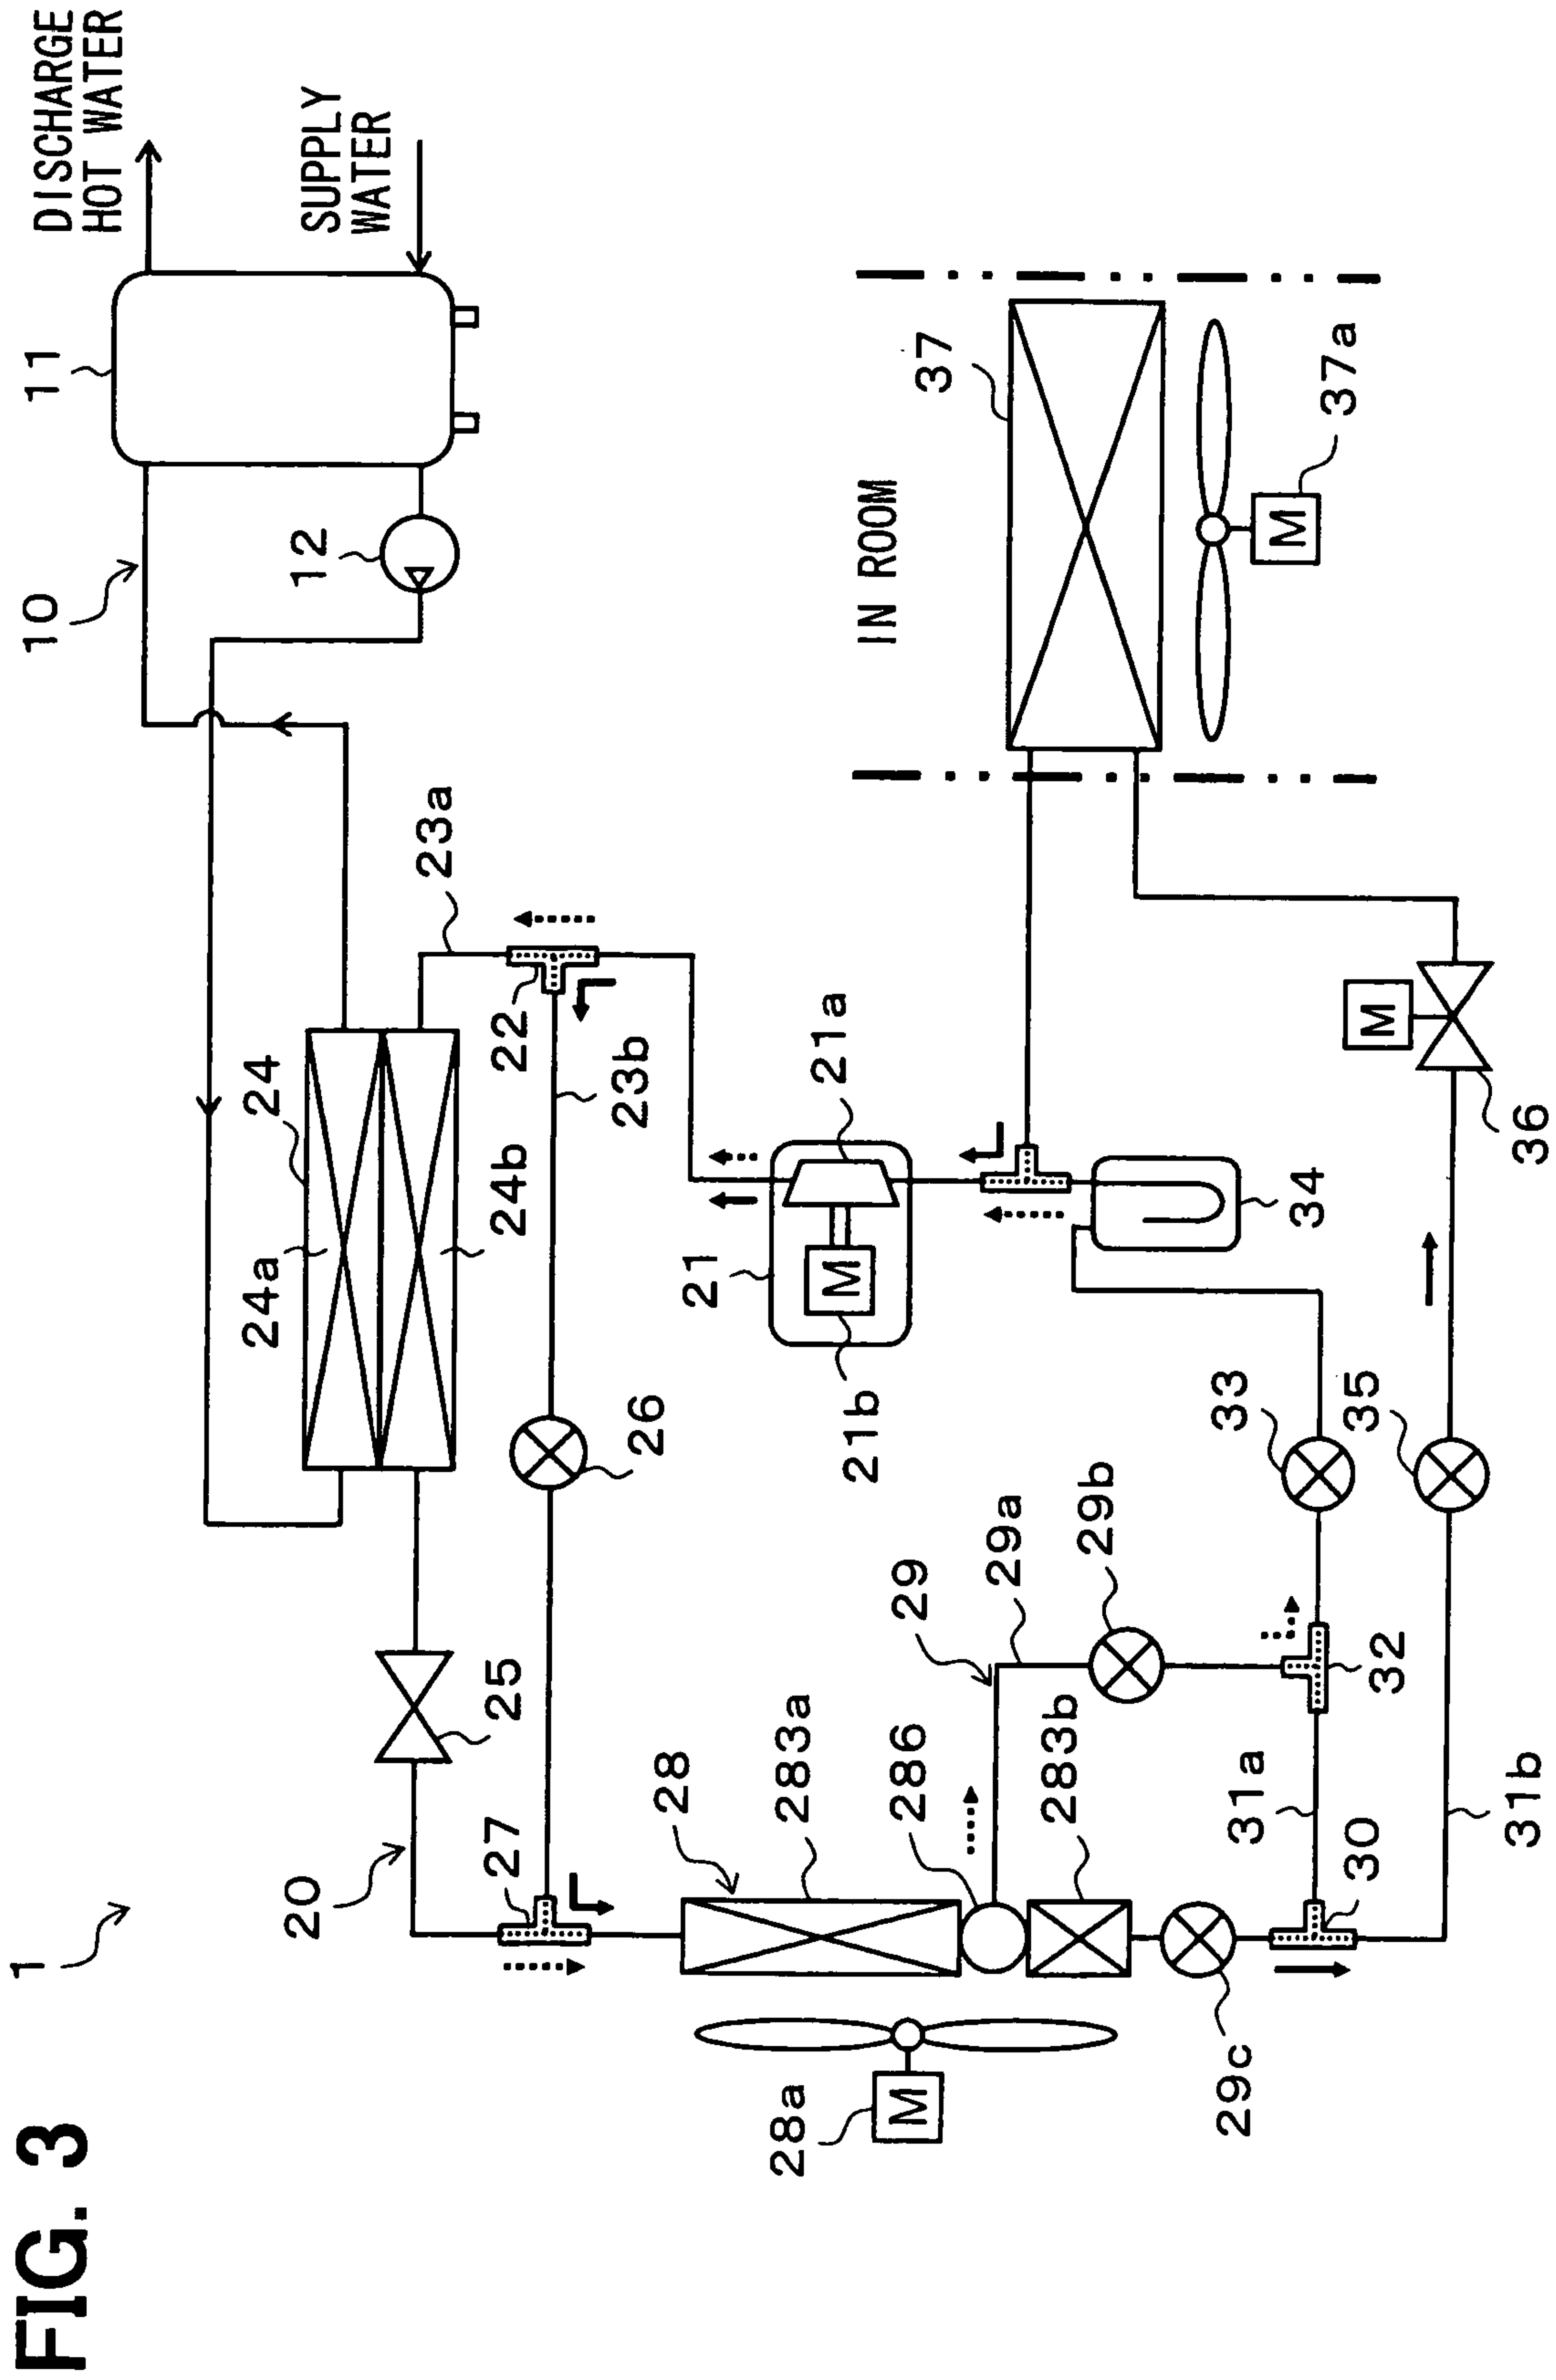 FIG. 3
1
DISCHARGE
HOT WATER
SUPPLY
WATER
10
11
12
20
24
24a
24b
23a
22
23b
25
26
27
21
21a
21b
M
IN ROOM
37
37a
M
28
283a
286
283b
28a
M
29
29a
29b
29c
30
31a
31b
32
33
34
35
36
M